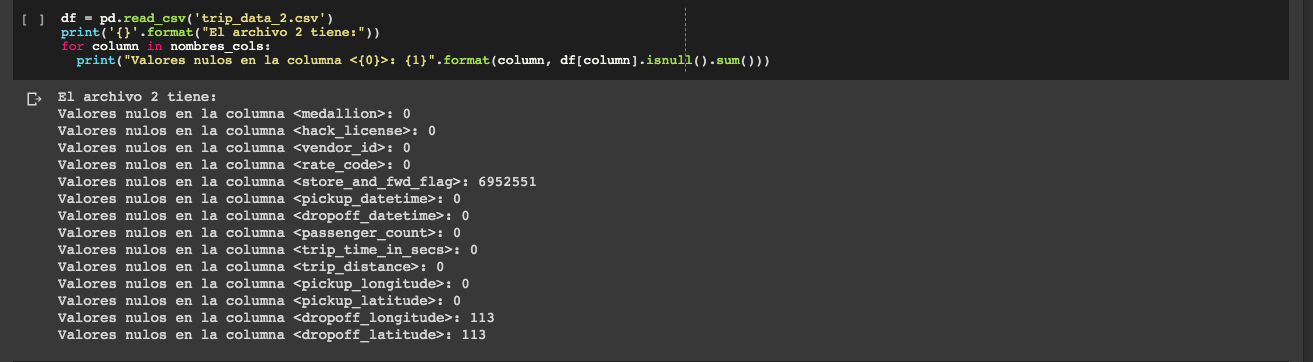 [ ] df = pd.read_csv('trip_data_2.csv')
print('{}'.format("El archivo 2 tiene:"))
for column in nombres_cols:
  print("Valores nulos en la columna <{0}>: {1}".format(column, df[column].isnull().sum()))
El archivo 2 tiene:
Valores nulos en la columna <medallion>: 0
Valores nulos en la columna <hack_license>: 0
Valores nulos en la columna <vendor_id>: 0
Valores nulos en la columna <rate_code>: 0
Valores nulos en la columna <store_and_fwd_flag>: 6952551
Valores nulos en la columna <pickup_datetime>: 0
Valores nulos en la columna <dropoff_datetime>: 0
Valores nulos en la columna <passenger_count>: 0
Valores nulos en la columna <trip_time_in_secs>: 0
Valores nulos en la columna <trip_distance>: 0
Valores nulos en la columna <pickup_longitude>: 0
Valores nulos en la columna <pickup_latitude>: 0
Valores nulos en la columna <dropoff_longitude>: 113
Valores nulos en la columna <dropoff_latitude>: 113